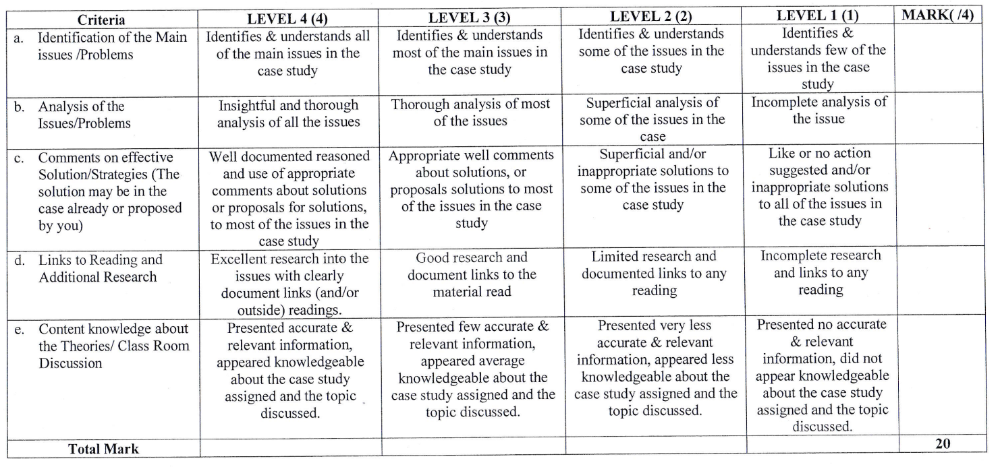 Criteria LEVEL 4 (4) LEVEL 3 (3) LEVEL 2 (2) LEVEL 1 (1) MARK( /4)
a. Identification of the Main
issues /Problems
Identifies & understands all
of the main issues in the
case study
Identifies & understands
most of the main issues in
the case study
Identifies & understands
some of the issues in the
case study
Identifies &
understands few of the
issues in the case
study
b. Analysis of the
Issues/Problems
Insightful and thorough
analysis of all the issues
Thorough analysis of most
of the issues
Superficial analysis of
some of the issues in the
case
Incomplete analysis of
the issue
c. Comments on effective
Solution/Strategies (The
solution may be in the
case already or proposed
by you)
Well documented reasoned
and use of appropriate
comments about solutions
or proposals for solutions,
to most of the issues in the
case study
Appropriate well comments
about solutions, or
proposals solutions to most
of the issues in the case
study
Superficial and/or
inappropriate solutions to
some of the issues in the
case study
Like or no action
suggested and/or
inappropriate solutions
to all of the issues in
the case study
d. Links to Reading and
Additional Research
Excellent research into the
issues with clearly
document links (and/or
outside) readings.
Good research and
document links to the
material read
Limited research and
documented links to any
reading
Incomplete research
and links to any
reading
e. Content knowledge about
the Theories/ Class Room
Discussion
Presented accurate &
relevant information,
appeared knowledgeable
about the case study
assigned and the topic
discussed.
Presented few accurate &
relevant information,
appeared average
knowledgeable about the
case study assigned and the
topic discussed.
Presented very less
accurate & relevant
information, appeared less
knowledgeable about the
case study assigned and the
topic discussed.
Presented no accurate
& relevant
information, did not
appear knowledgeable
about the case study
assigned and the topic
discussed.
Total Mark 20